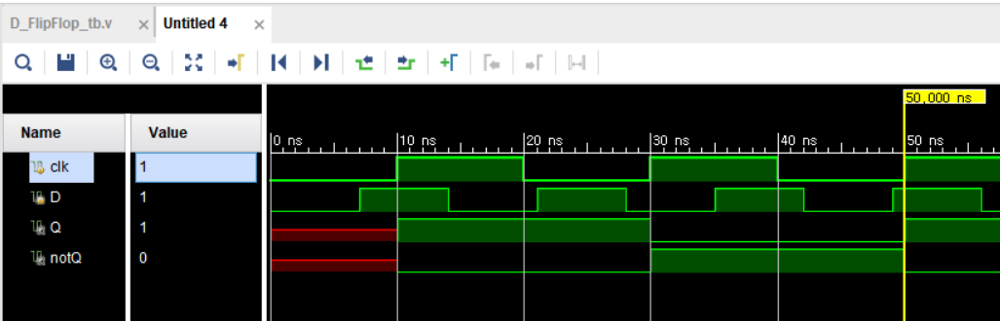 D_FlipFlop_tb.v × Untitled 4 ×
50,000 ns
Name Value
0 ns 10 ns 20 ns 30 ns 40 ns 50 ns
clk 1
D 1
Q 1
notQ 0